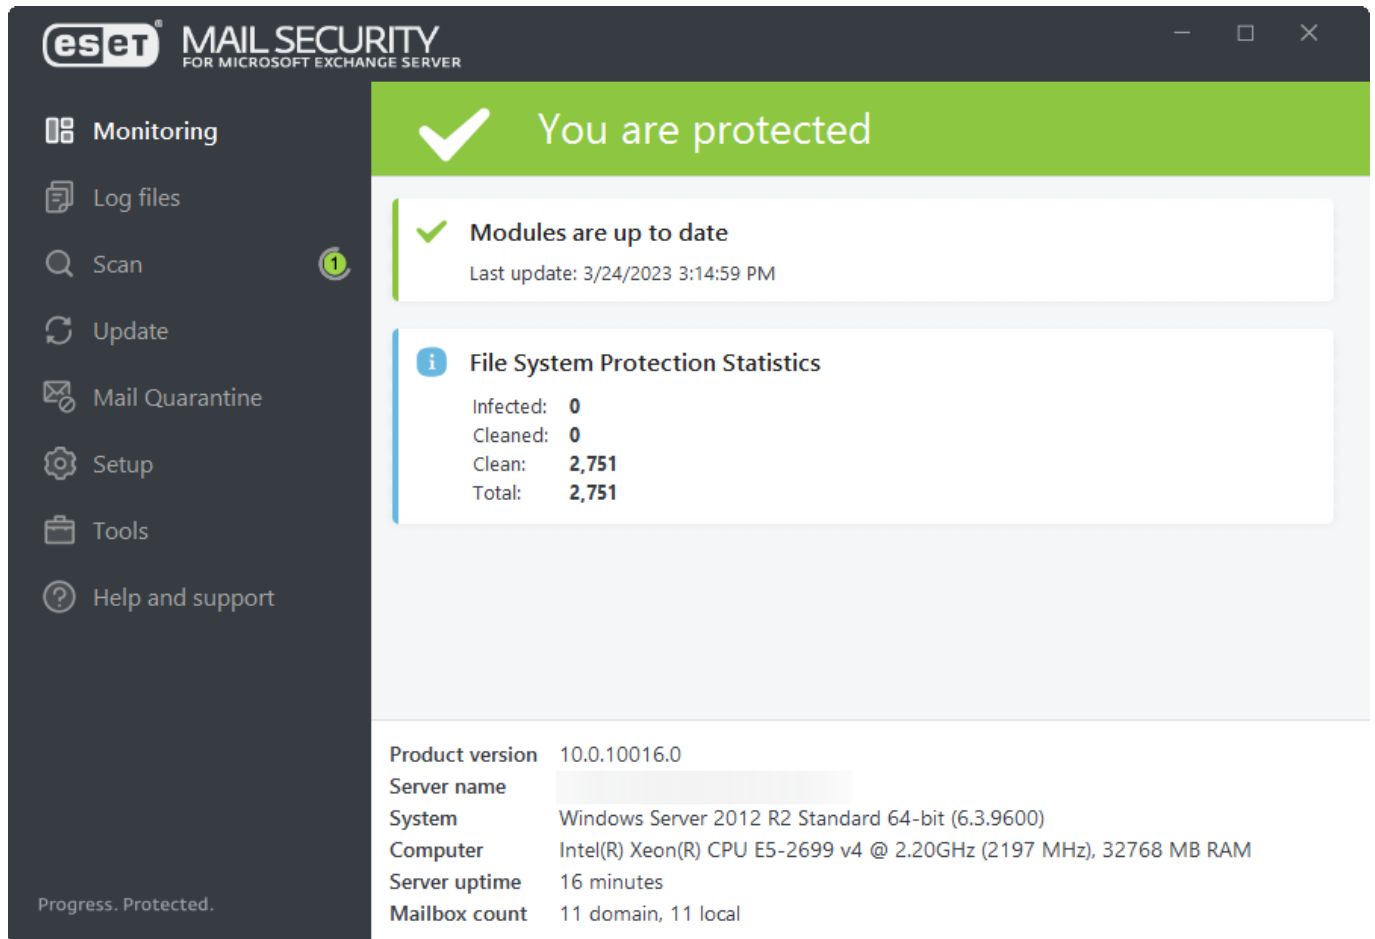 eset® MAIL SECURITY
FOR MICROSOFT EXCHANGE SERVER
Monitoring
Log files
Scan 1
Update
Mail Quarantine
Setup
Tools
Help and support
Progress. Protected.
You are protected
Modules are up to date
Last update: 3/24/2023 3:14:59 PM
i File System Protection Statistics
Infected: 0
Cleaned: 0
Clean: 2,751
Total: 2,751
Product version 10.0.10016.0
Server name
System Windows Server 2012 R2 Standard 64-bit (6.3.9600)
Computer Intel(R) Xeon(R) CPU E5-2699 v4 @ 2.20GHz (2197 MHz), 32768 MB RAM
Server uptime 16 minutes
Mailbox count 11 domain, 11 local